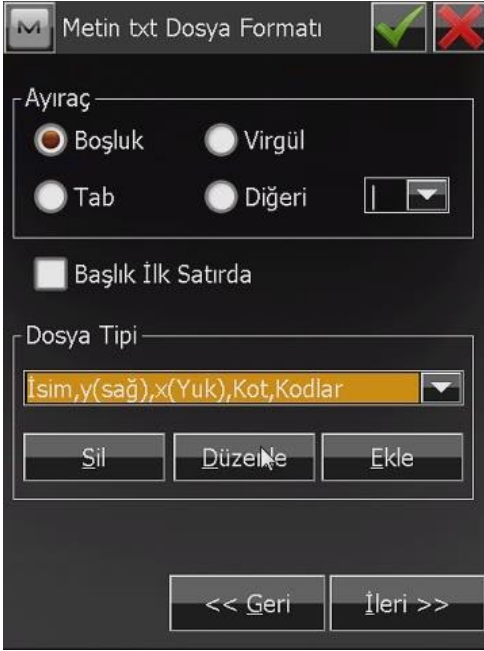 Metin txt Dosya Formatı
Ayıraç
Boşluk Virgül
Tab Diğeri |
Başlık İlk Satırda
Dosya Tipi
İsim,y(sağ),x(Yuk),Kot,Kodlar
Sil Düzenle Ekle
<< Geri İleri >>